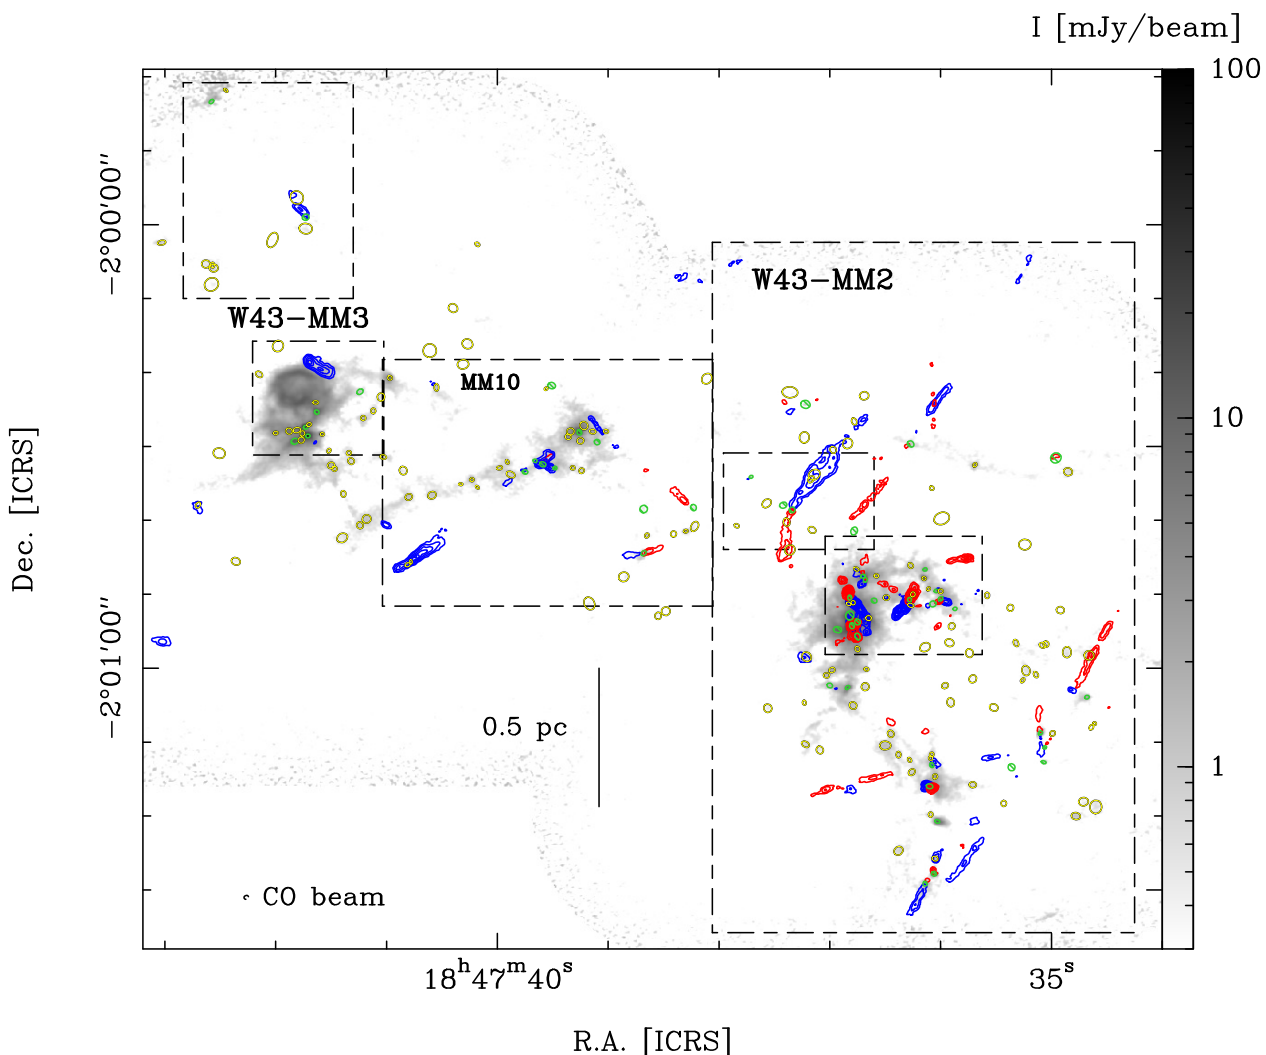 I [mJy/beam]
100
10
1
−2°00′00″
−2°01′00″
Dec. [ICRS]
W43-MM3
MM10
W43-MM2
0.5 pc
CO beam
18ʰ47ᵐ40ˢ
35ˢ
R.A. [ICRS]